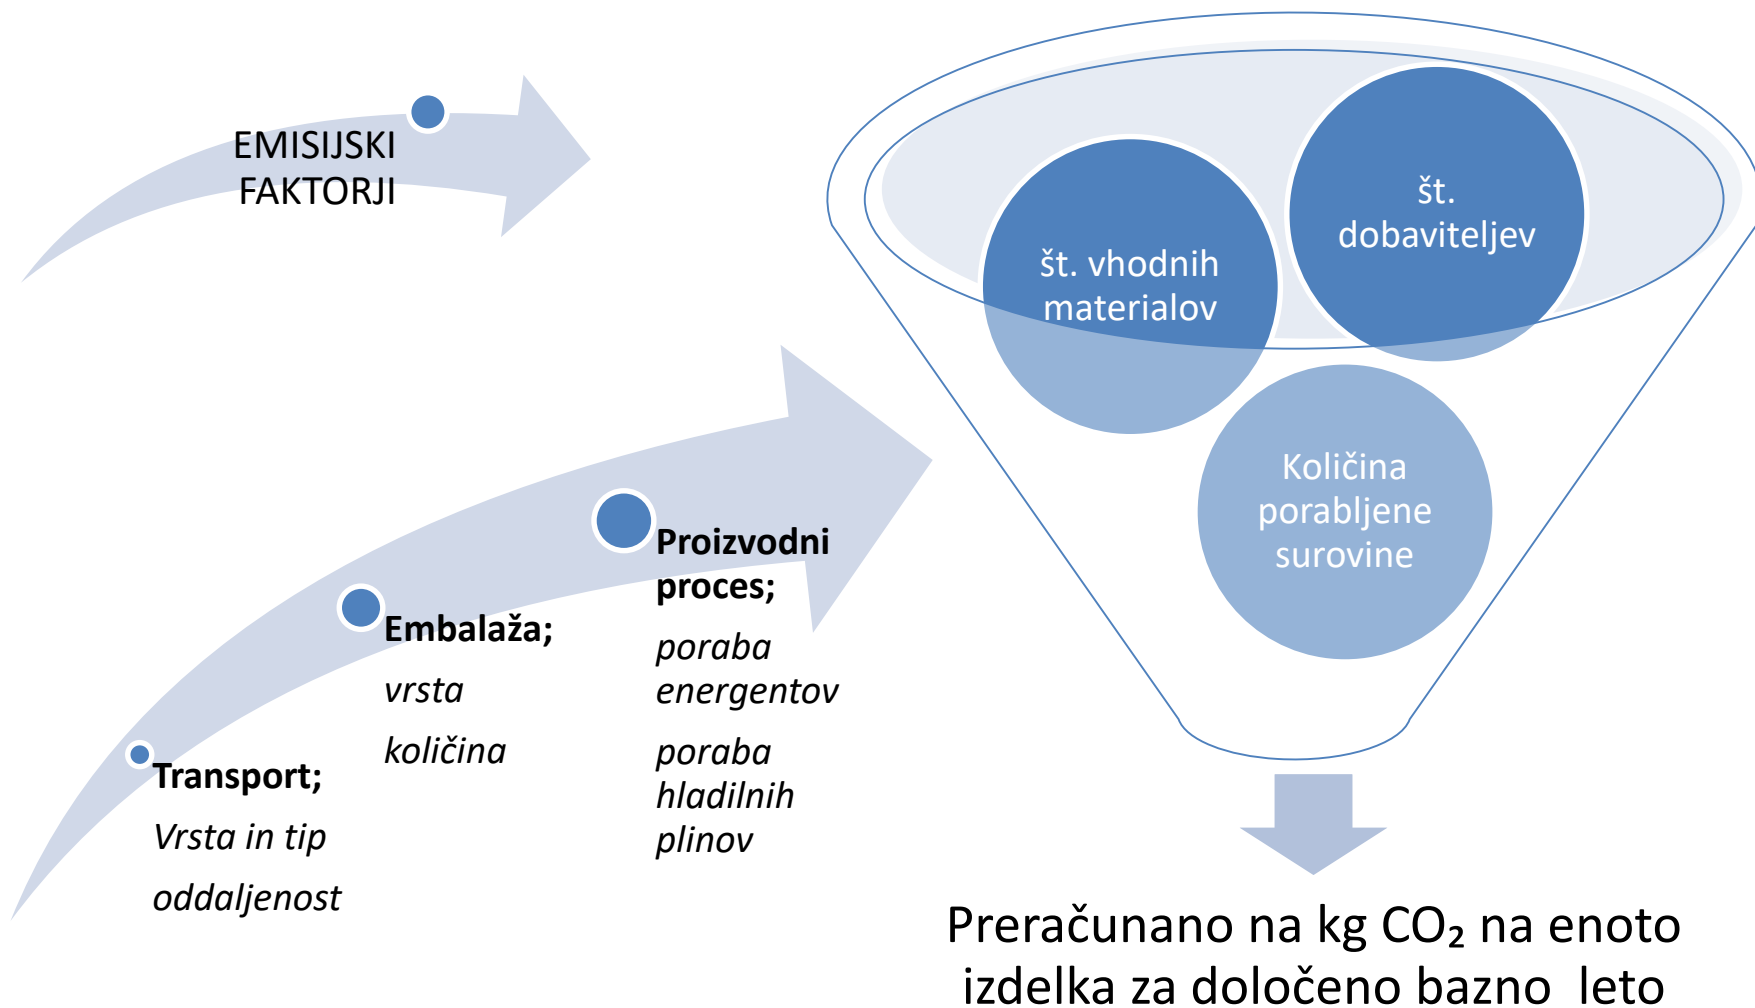 EMISIJSKI
FAKTORJI
Transport;
Vrsta in tip
oddaljenost
Embalaža;
vrsta
količina
Proizvodni
proces;
poraba
energentov
poraba
hladilnih
plinov
št. vhodnih
materialov
št.
dobaviteljev
Količina
porabljene
surovine
Preračunano na kg CO₂ na enoto
izdelka za določeno bazno  leto